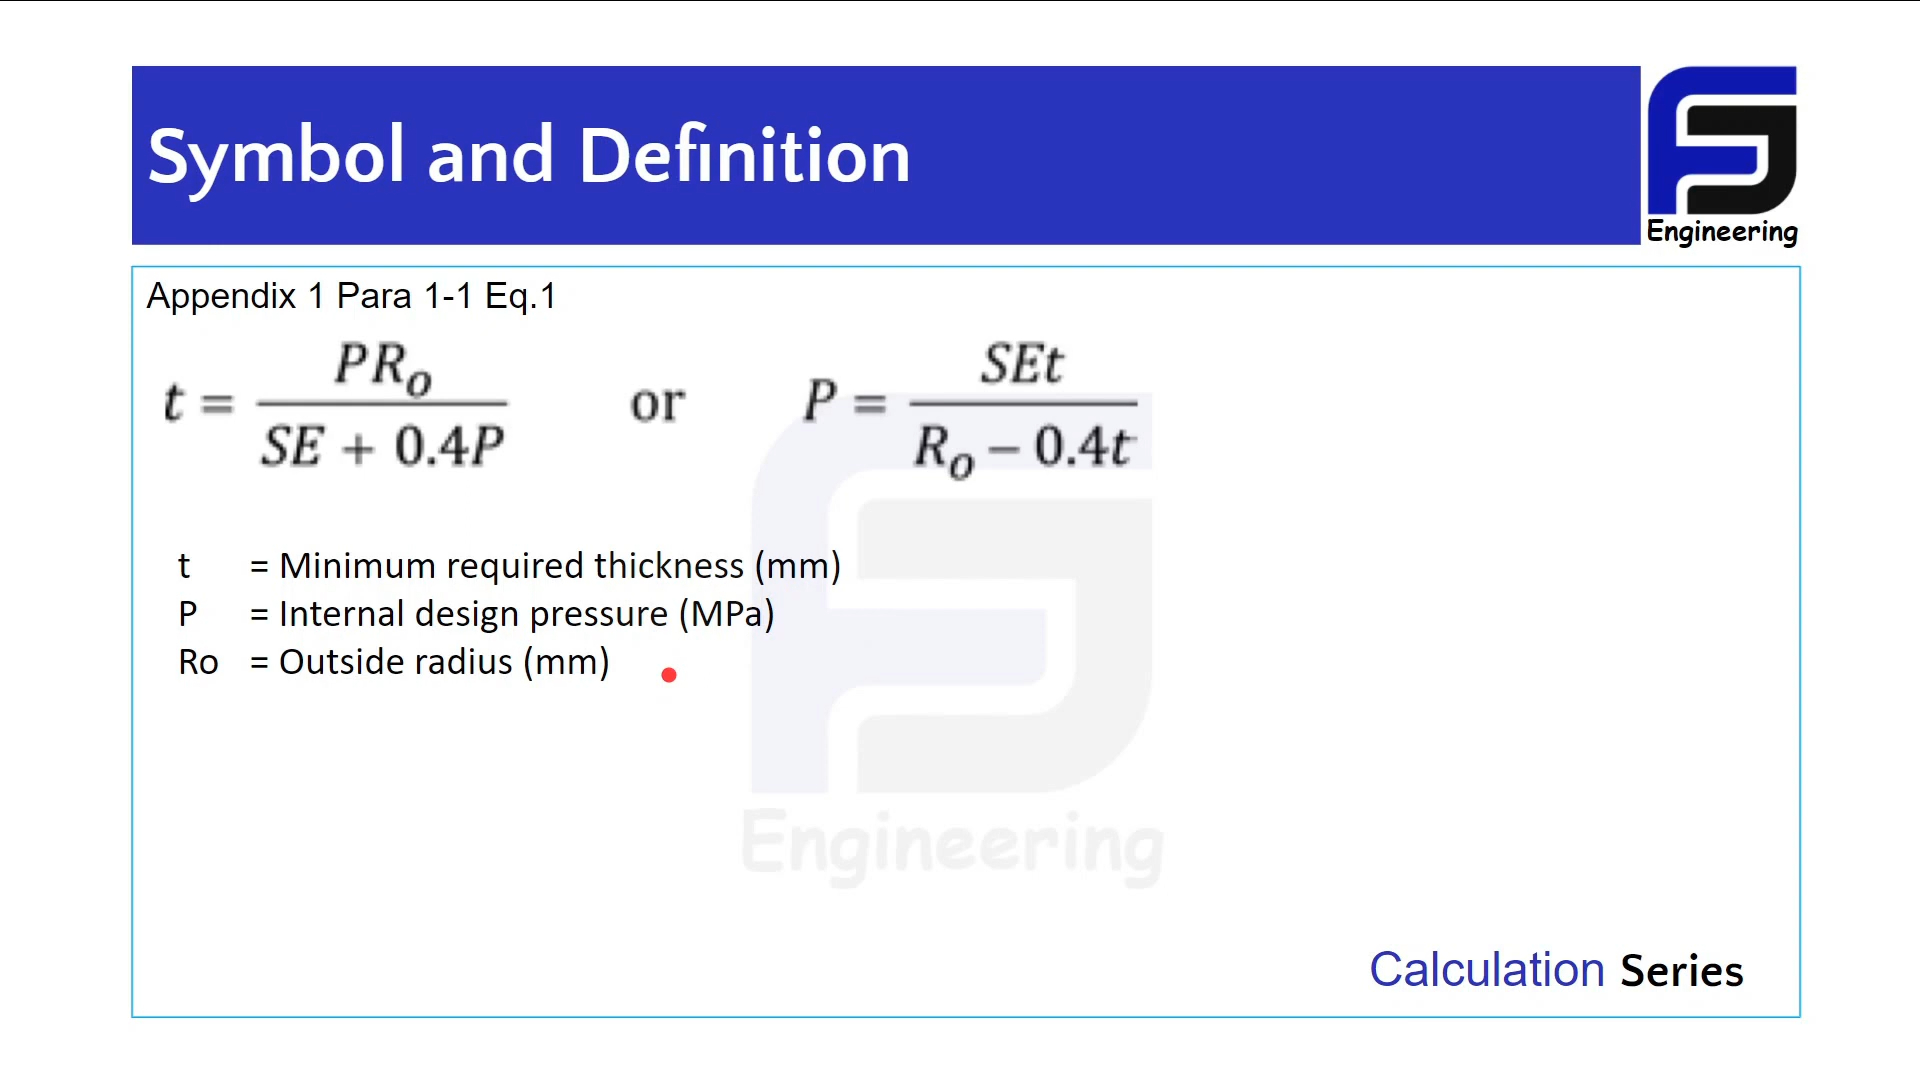 Symbol and Definition
Engineering
Appendix 1 Para 1-1 Eq.1
t = PRo / SE + 0.4P or P = SEt / Ro − 0.4t
t = Minimum required thickness (mm)
P = Internal design pressure (MPa)
Ro = Outside radius (mm)
Engineering
Calculation Series